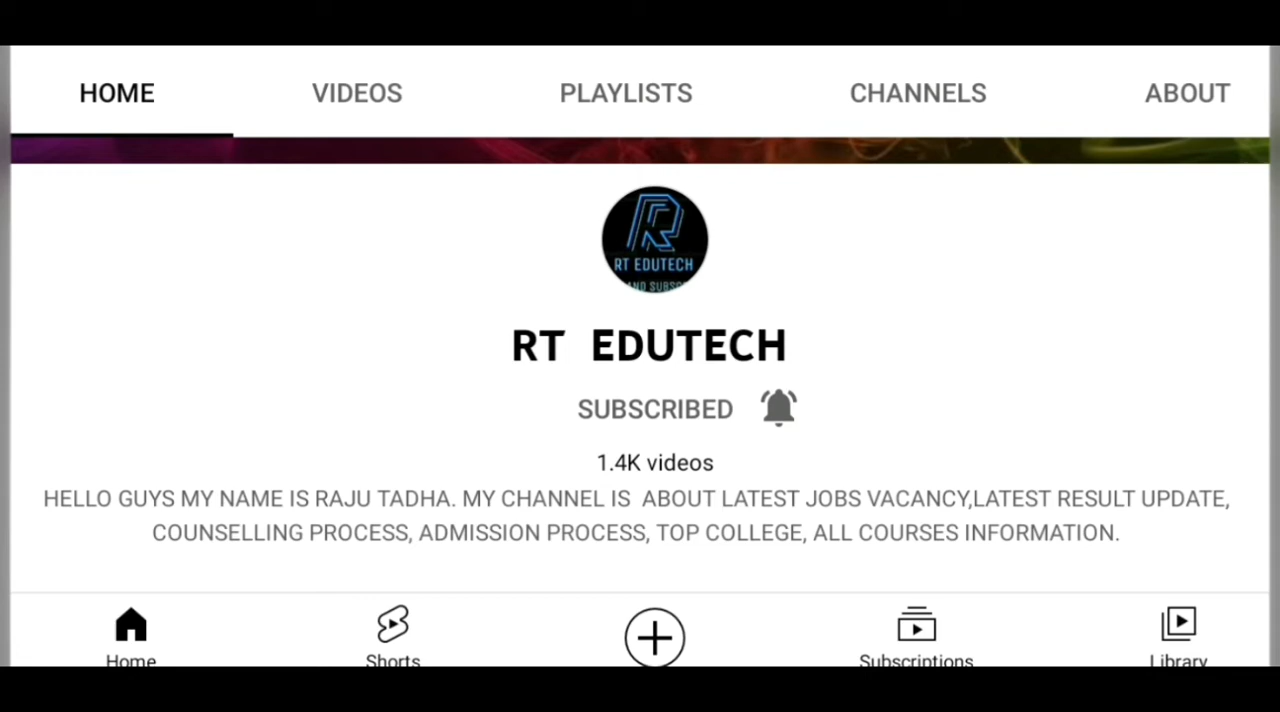 HOME VIDEOS PLAYLISTS CHANNELS ABOUT
RT EDUTECH
AND SUBSC
RT EDUTECH
SUBSCRIBED
1.4K videos
HELLO GUYS MY NAME IS RAJU TADHA. MY CHANNEL IS ABOUT LATEST JOBS VACANCY,LATEST RESULT UPDATE,
COUNSELLING PROCESS, ADMISSION PROCESS, TOP COLLEGE, ALL COURSES INFORMATION.
Home Shorts Subscriptions Library